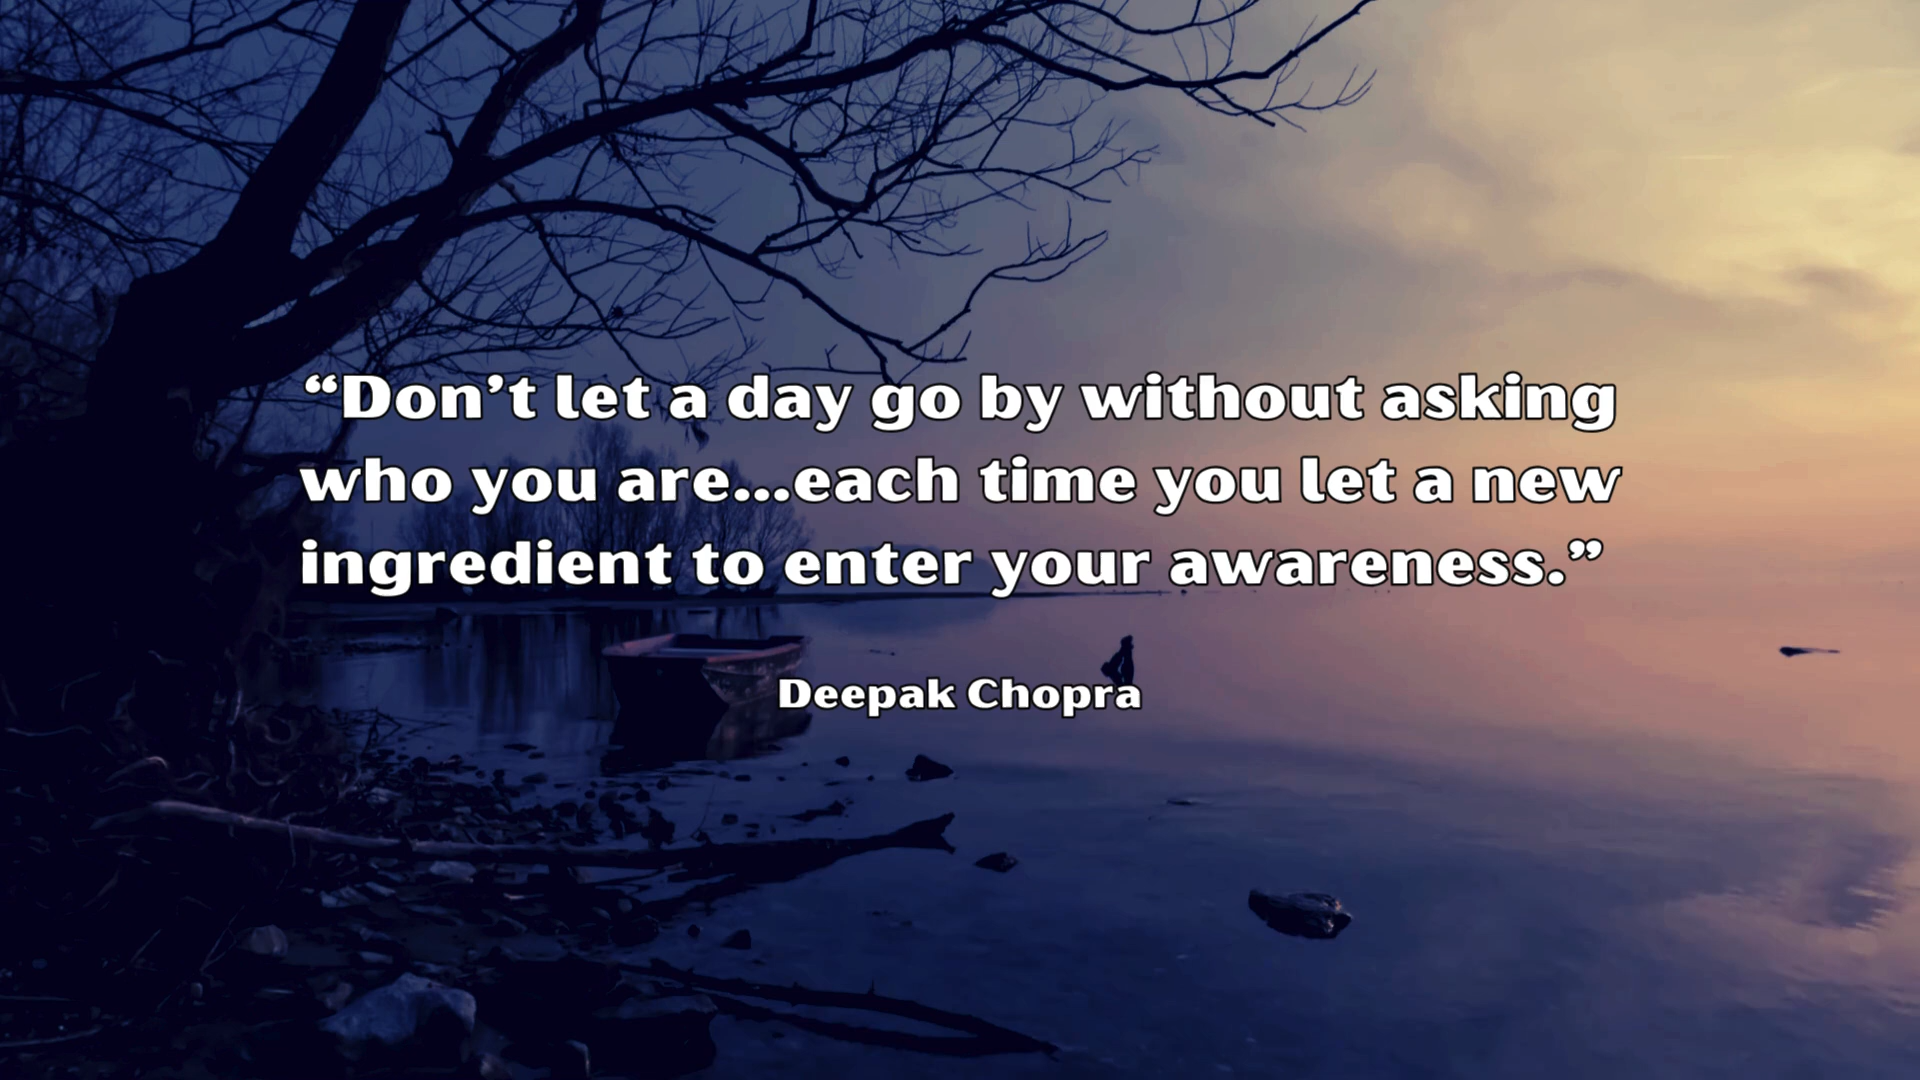 “Don’t let a day go by without asking
who you are...each time you let a new
ingredient to enter your awareness.”
Deepak Chopra